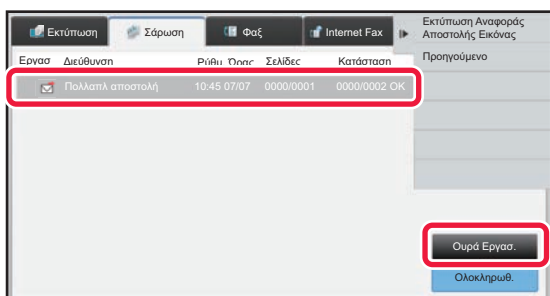 Εκτύπωση Σάρωση Φαξ Internet Fax
Εκτύπωση Αναφοράς
Αποστολής Εικόνας
Προηγούμενο
Εργασ Διεύθυνση Ρύθμ. Ώρας Σελίδες Κατάσταση
Πολλαπλ αποστολή 10:45 07/07 0000/0001 0000/0002 OK
Ουρά Εργασ.
Ολοκληρωθ.